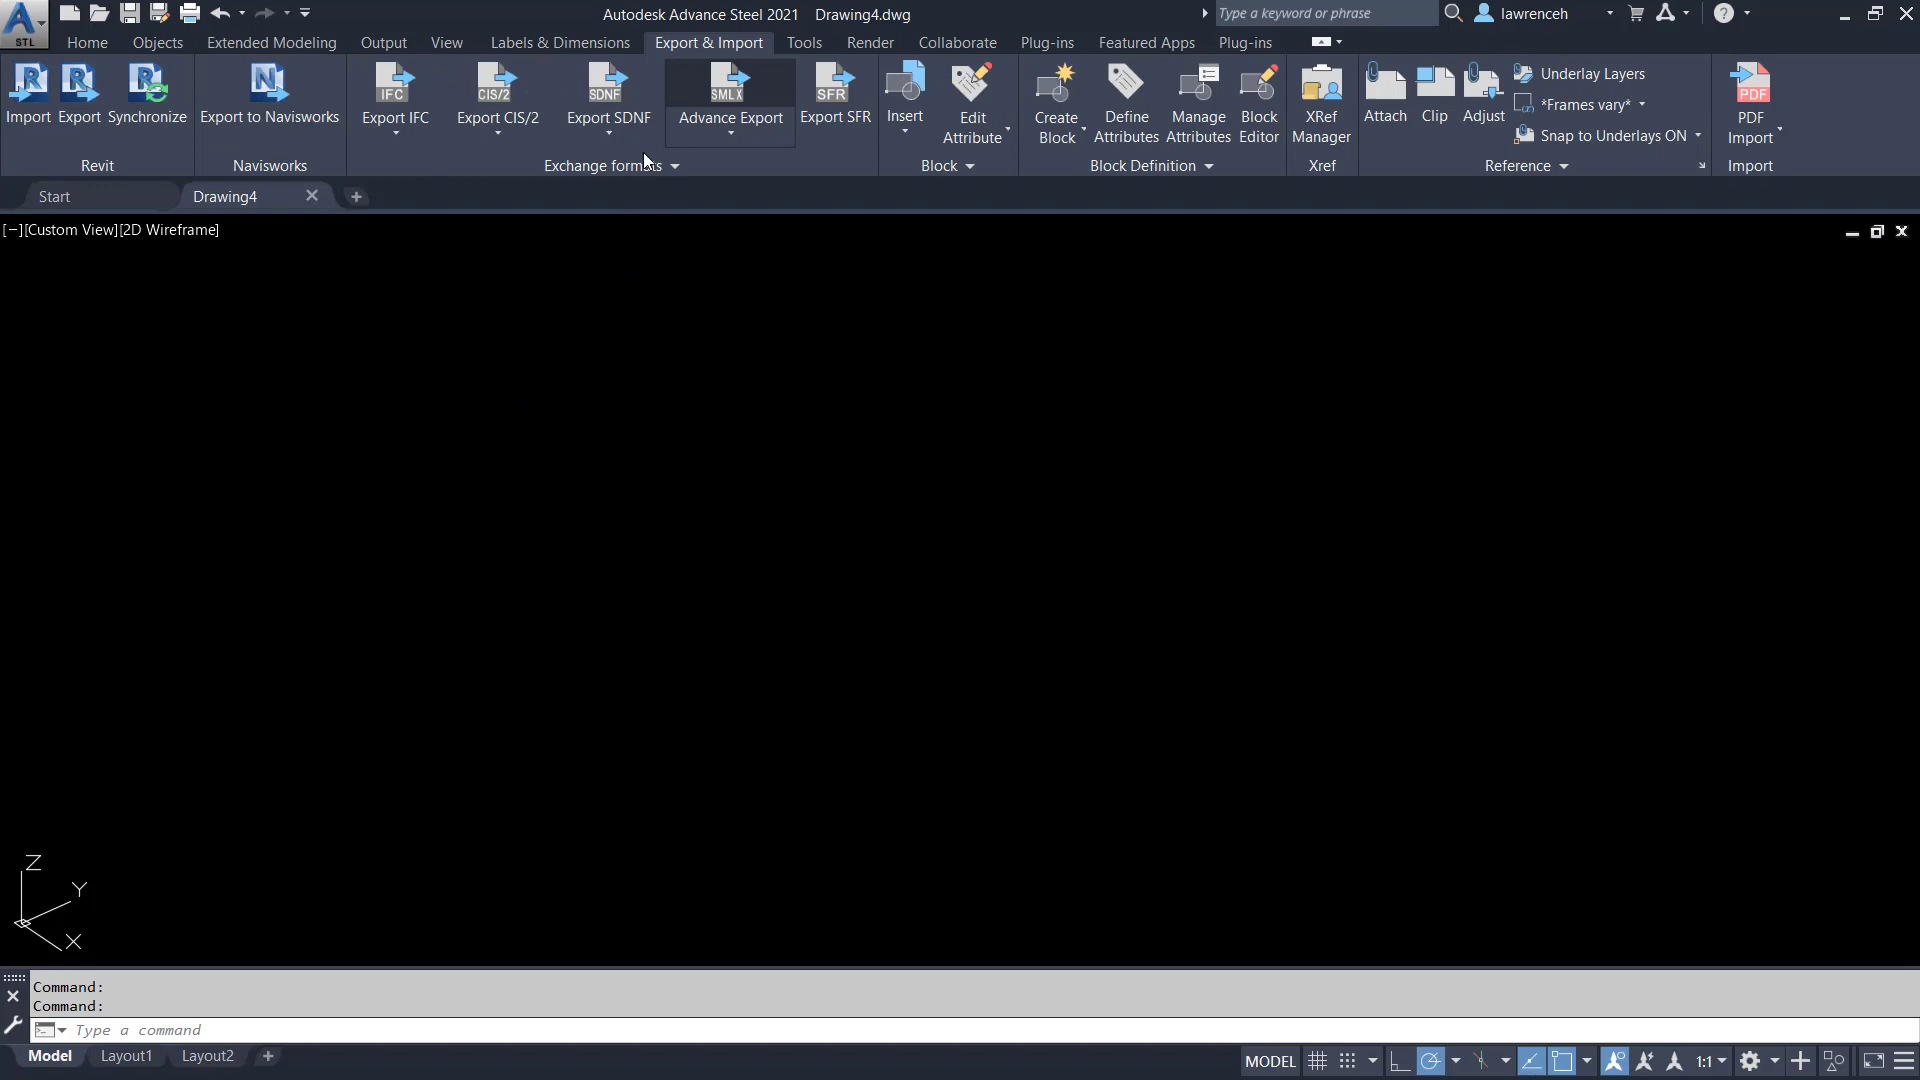 STL
Autodesk Advance Steel 2021 Drawing4.dwg
Type a keyword or phrase
lawrenceh
?
Home
Objects
Extended Modeling
Output
View
Labels & Dimensions
Export & Import
Tools
Render
Collaborate
Plug-ins
Featured Apps
Plug-ins
Import
Export
Synchronize
Revit
Export to Navisworks
Navisworks
IFC
Export IFC
CIS/2
Export CIS/2
SDNF
Export SDNF
SMLX
Advance Export
SFR
Export SFR
Exchange formats
Insert
Edit
Attribute
Block
Create
Block
Define
Attributes
Manage
Attributes
Block
Editor
Block Definition
XRef
Manager
Xref
Attach
Clip
Adjust
Underlay Layers
*Frames vary*
Snap to Underlays ON
Reference
PDF
PDF
Import
Import
Start
Drawing4
[−][Custom View][2D Wireframe]
Z
Y
X
Command:
Command:
Type a command
Model
Layout1
Layout2
MODEL
1:1